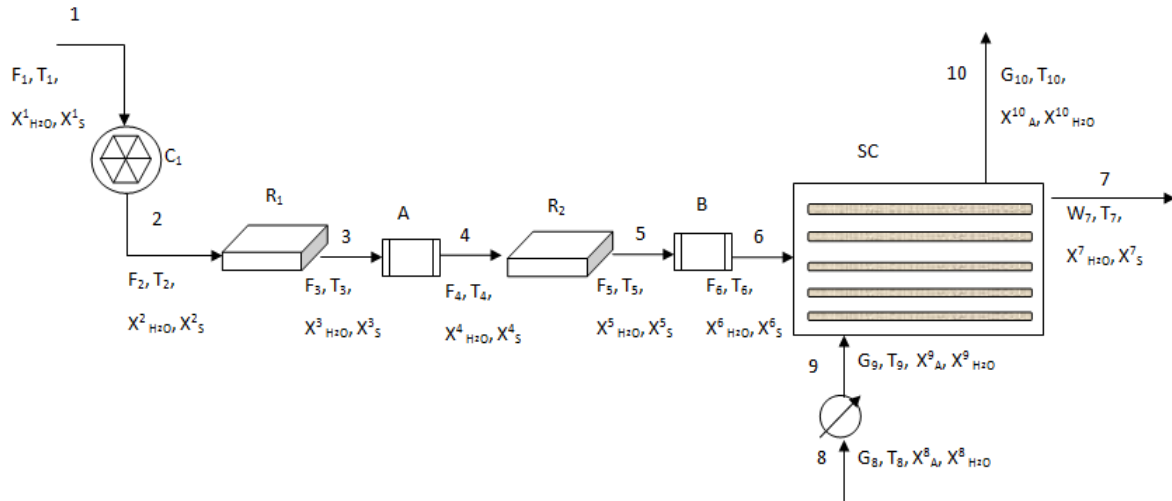 1
F₁, T₁,
X¹H₂O, X¹S
C₁
2
F₂, T₂,
X²H₂O, X²S
R₁
3
F₃, T₃,
X³H₂O, X³S
A
4
F₄, T₄,
X⁴H₂O, X⁴S
R₂
5
F₅, T₅,
X⁵H₂O, X⁵S
B
6
F₆, T₆,
X⁶H₂O, X⁶S
SC
10
G₁₀, T₁₀,
X¹⁰A, X¹⁰H₂O
7
W₇, T₇,
X⁷H₂O, X⁷S
9
G₉, T₉, X⁹A, X⁹H₂O
8
G₈, T₈, X⁸A, X⁸H₂O